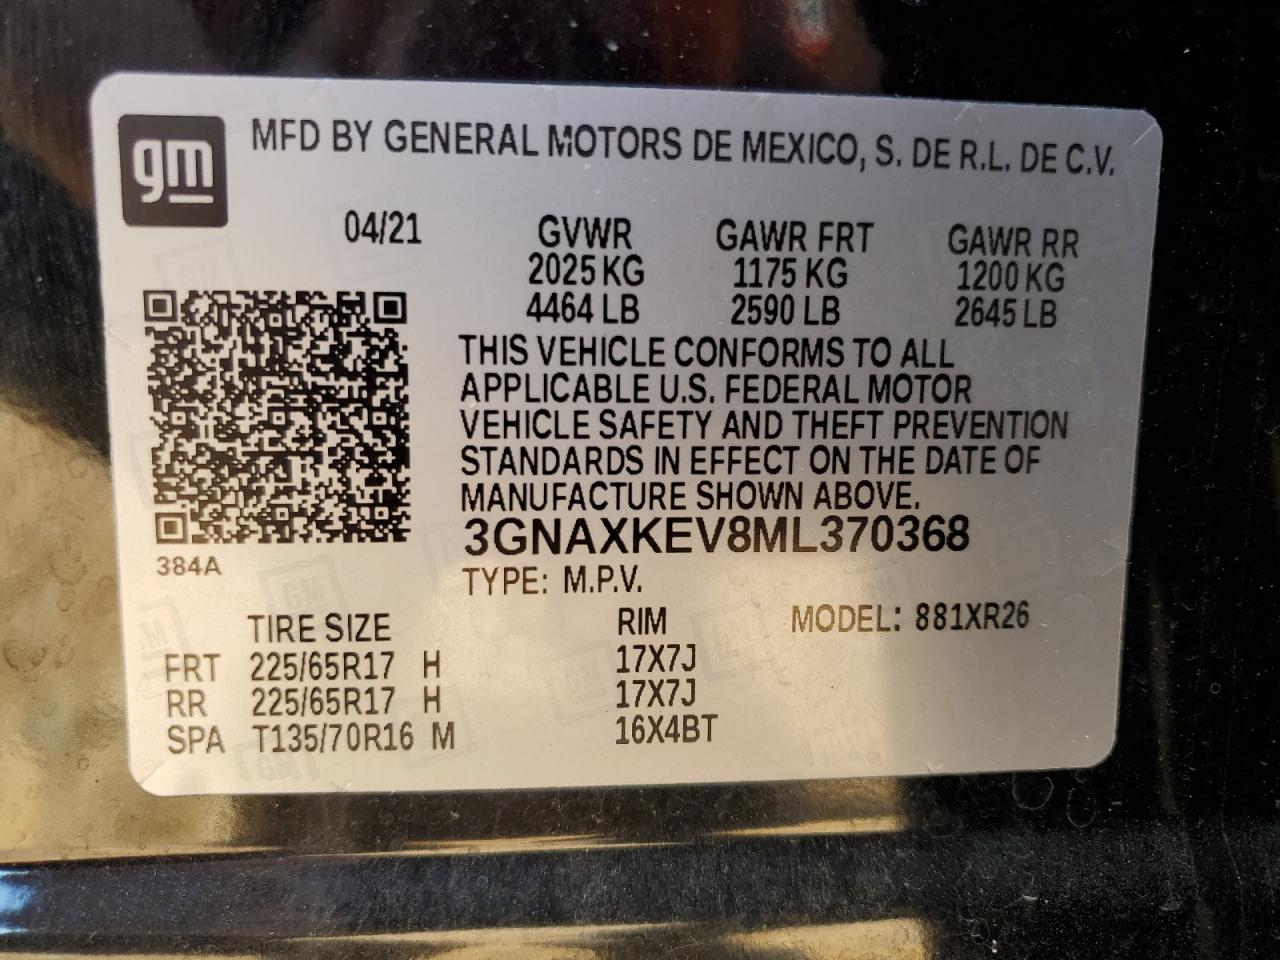 gm
MFD BY GENERAL MOTORS DE MEXICO, S. DE R.L. DE C.V.
04/21 GVWR GAWR FRT GAWR RR
2025 KG 1175 KG 1200 KG
4464 LB 2590 LB 2645 LB
THIS VEHICLE CONFORMS TO ALL
APPLICABLE U.S. FEDERAL MOTOR
VEHICLE SAFETY AND THEFT PREVENTION
STANDARDS IN EFFECT ON THE DATE OF
MANUFACTURE SHOWN ABOVE.
3GNAXKEV8ML370368
384A
TYPE: M.P.V.
TIRE SIZE RIM MODEL: 881XR26
FRT 225/65R17 H 17X7J
RR 225/65R17 H 17X7J
SPA T135/70R16 M 16X4BT